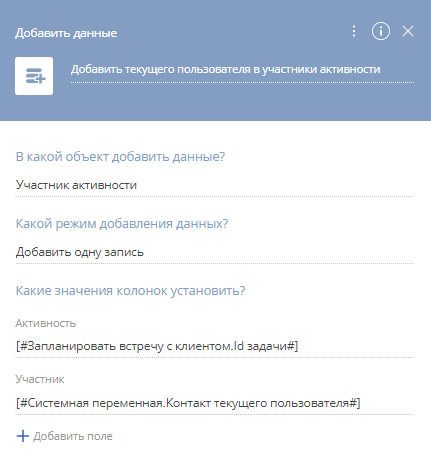 Добавить данные
Добавить текущего пользователя в участники активности
В какой объект добавить данные?
Участник активности
Какой режим добавления данных?
Добавить одну запись
Какие значения колонок установить?
Активность
[#Запланировать встречу с клиентом.Id задачи#]
Участник
[#Системная переменная.Контакт текущего пользователя#]
Добавить поле